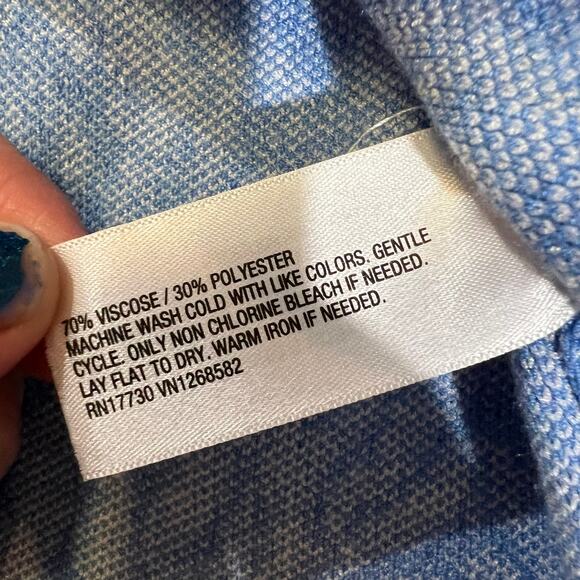 70% VISCOSE / 30% POLYESTER
MACHINE WASH COLD WITH LIKE COLORS. GENTLE
CYCLE. ONLY NON CHLORINE BLEACH IF NEEDED.
LAY FLAT TO DRY. WARM IRON IF NEEDED.
RN17730 VN1268582